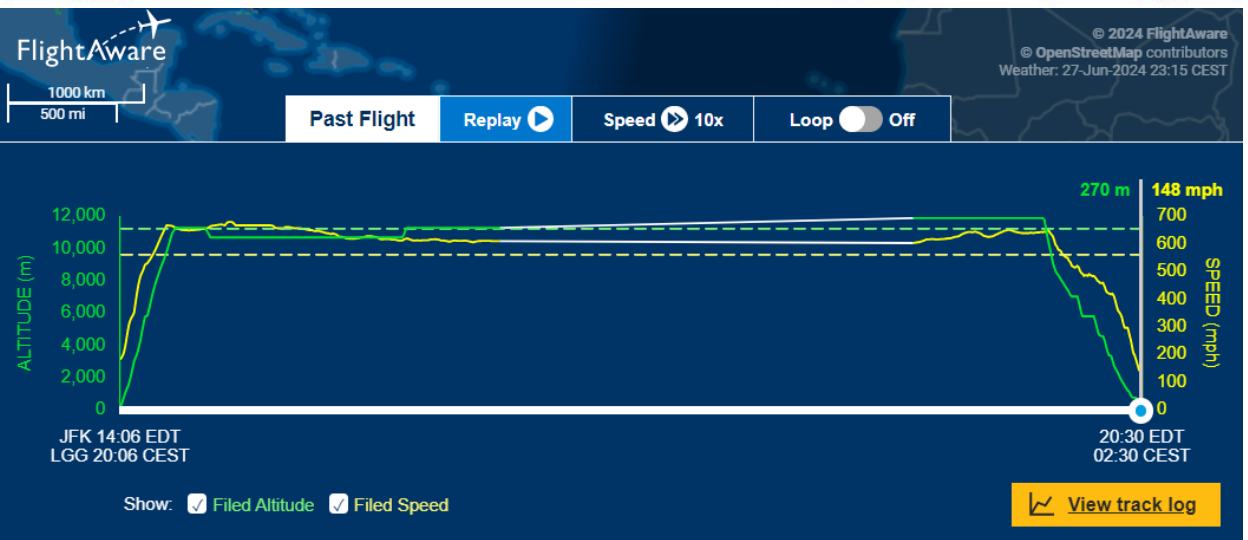 FlightAware
© 2024 FlightAware
© OpenStreetMap contributors
Weather: 27-Jun-2024 23:15 CEST
1000 km
500 mi
Past Flight
Replay
Speed 10x
Loop Off
270 m
148 mph
12,000
10,000
8,000
6,000
4,000
2,000
0
ALTITUDE (m)
700
600
500
400
300
200
100
0
SPEED (mph)
JFK 14:06 EDT
LGG 20:06 CEST
20:30 EDT
02:30 CEST
Show: Filed Altitude Filed Speed
View track log